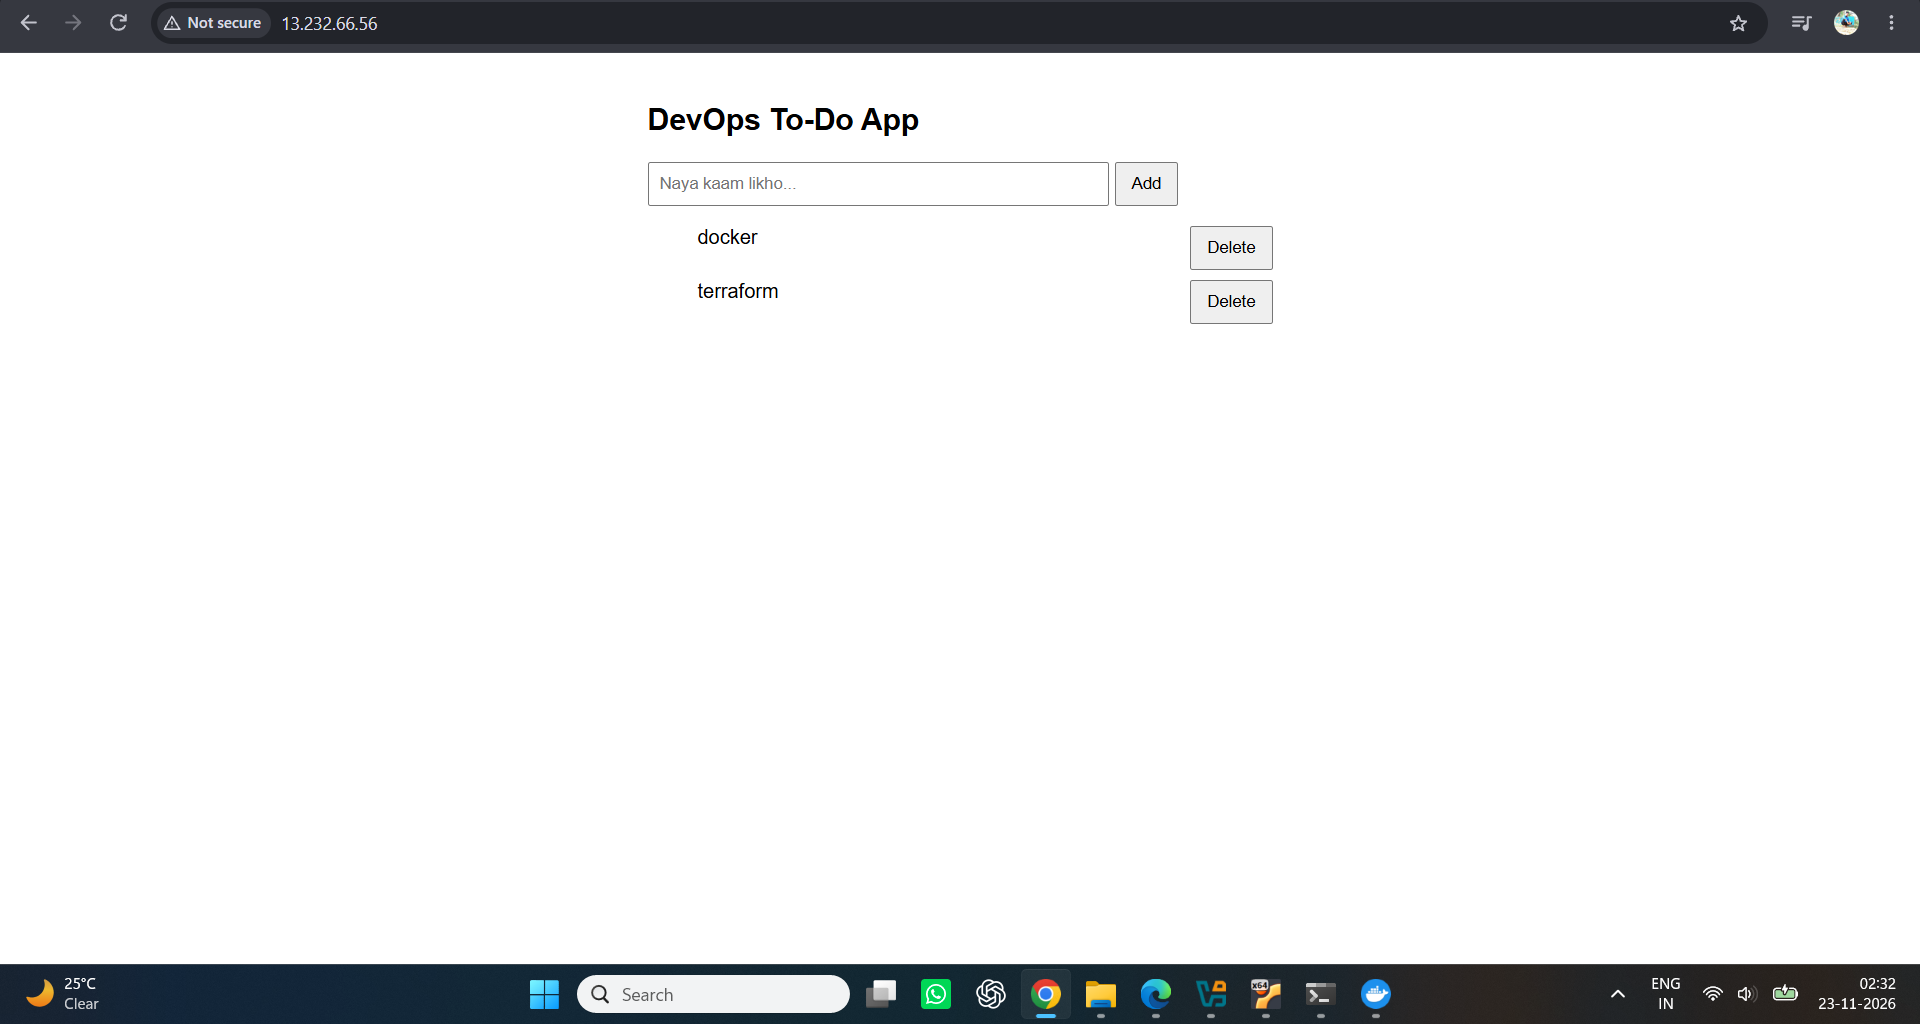 Not secure 13.232.66.56
DevOps To-Do App
Naya kaam likho... Add
docker Delete
terraform Delete
25°C
Clear
Search
x64
ENG
IN
02:32
23-11-2026